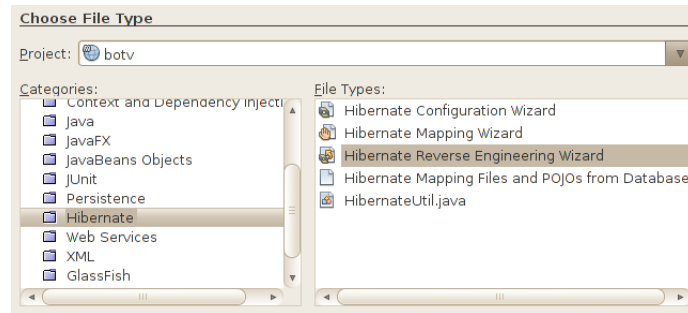 Choose File Type
Project: botv
Categories:
Context and Dependency Injecti
Java
JavaFX
JavaBeans Objects
JUnit
Persistence
Hibernate
Web Services
XML
GlassFish
File Types:
Hibernate Configuration Wizard
Hibernate Mapping Wizard
Hibernate Reverse Engineering Wizard
Hibernate Mapping Files and POJOs from Database
HibernateUtil.java